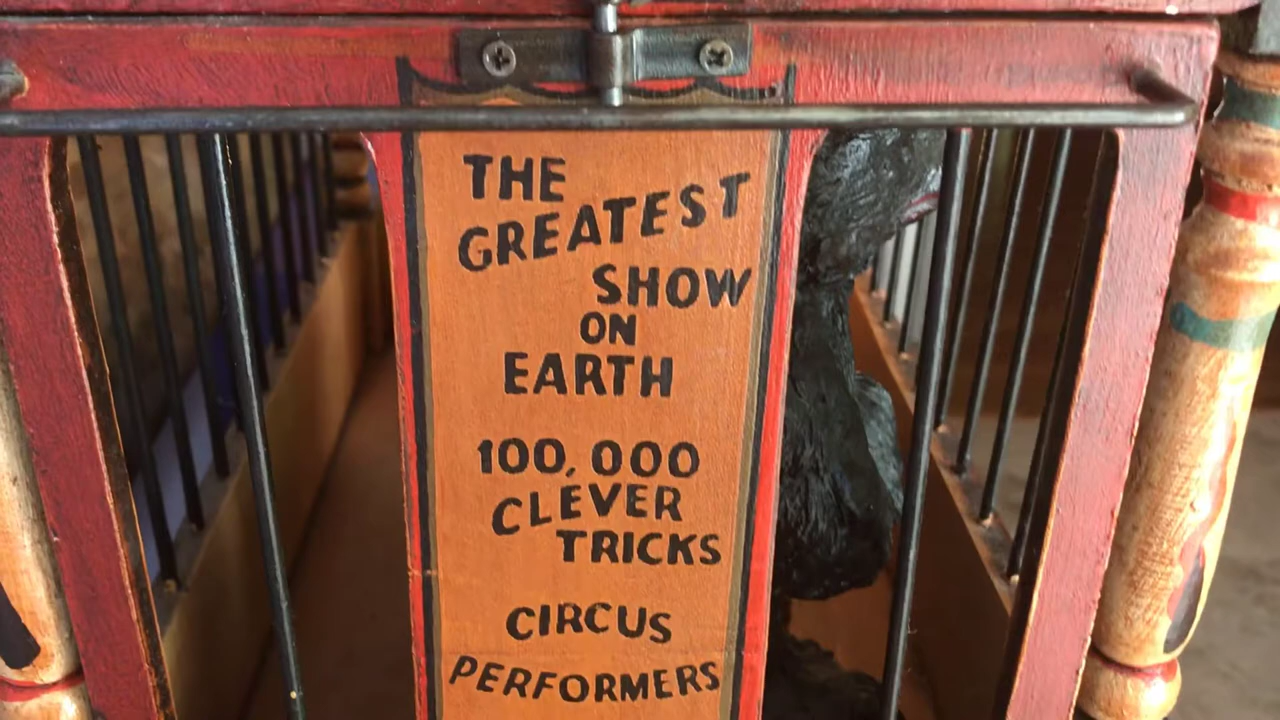 THE
GREATEST
SHOW
ON
EARTH
100,000
CLEVER
TRICKS
CIRCUS
PERFORMERS